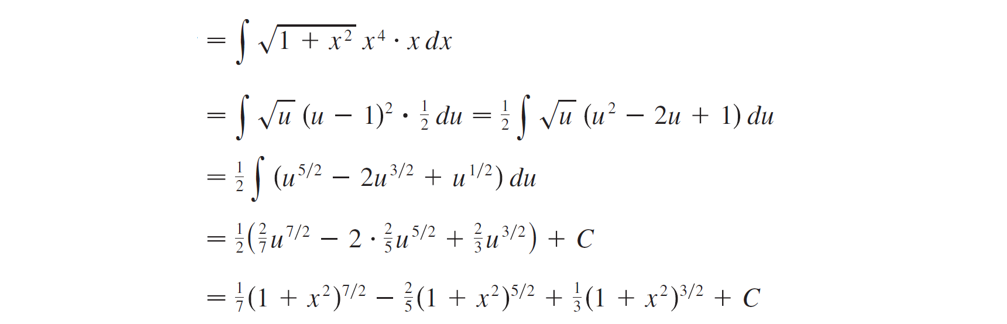 = ∫ √(1 + x²) x⁴ · x dx
= ∫ √u (u − 1)² · ½ du = ½ ∫ √u (u² − 2u + 1) du
= ½ ∫ (u^{5/2} − 2u^{3/2} + u^{1/2}) du
= ½(2/7 u^{7/2} − 2 · 2/5 u^{5/2} + 2/3 u^{3/2}) + C
= 1/7 (1 + x²)^{7/2} − 2/5 (1 + x²)^{5/2} + 1/3 (1 + x²)^{3/2} + C